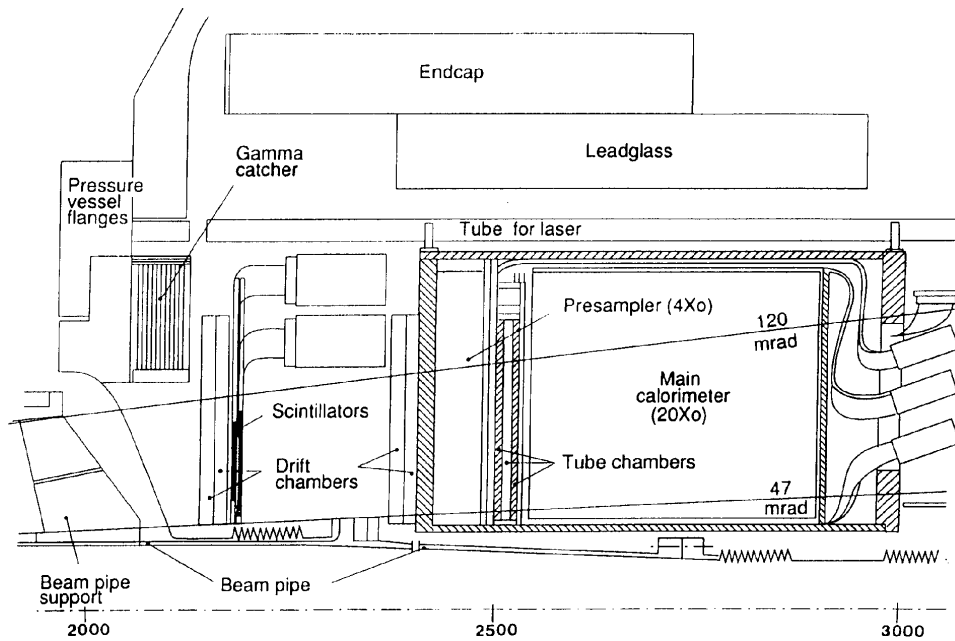 Endcap
Leadglass
Gamma
catcher
Pressure
vessel
flanges
Tube for laser
Presampler (4Xo)
120
mrad
Main
calorimeter
(20Xo)
Scintillators
Drift
chambers
Tube chambers
47
mrad
Beam pipe
support
Beam pipe
2000
2500
3000